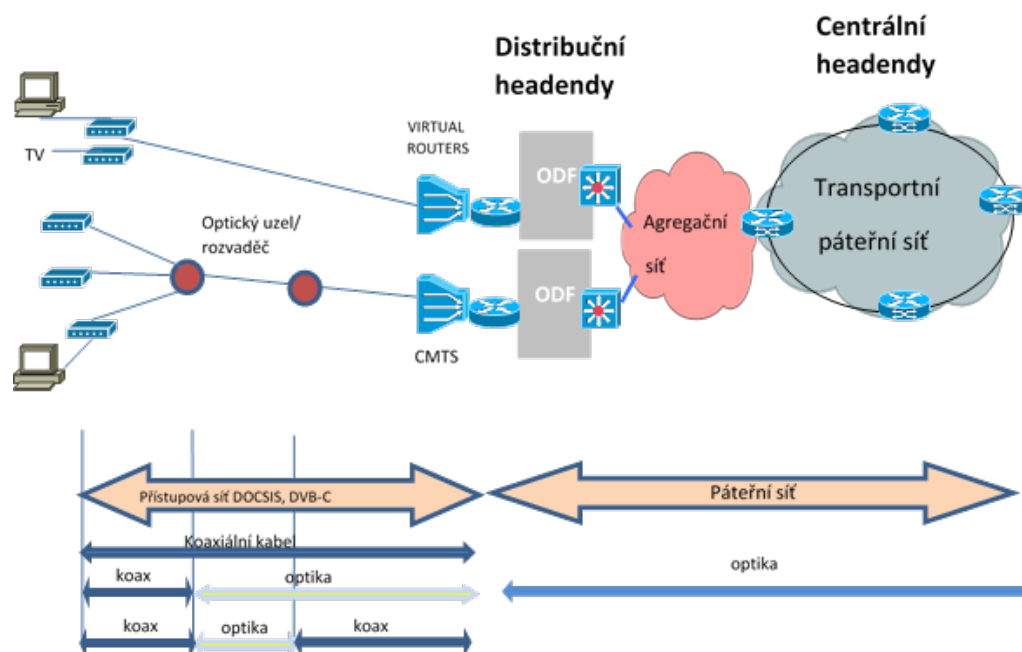 Distribuční
headendy
Centrální
headendy
TV
VIRTUAL
ROUTERS
ODF
Optický uzel/
rozvaděč
Agregační
síť
Transportní
páteřní síť
ODF
CMTS
Přístupová síť DOCSIS, DVB-C
Páteřní síť
Koaxiální kabel
koax
optika
optika
koax
optika
koax